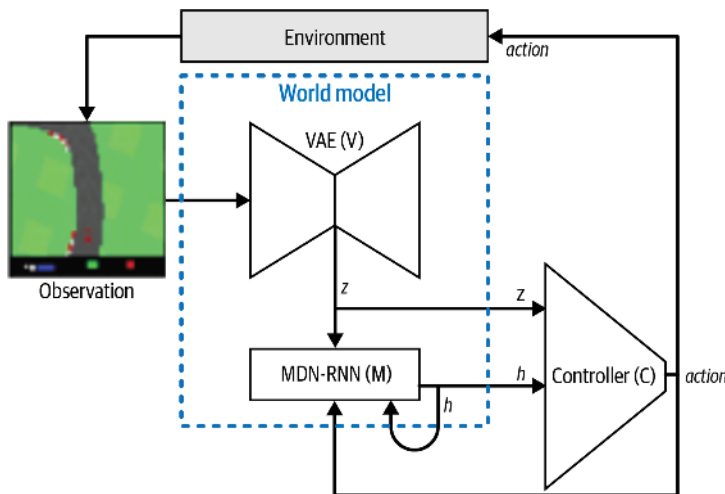 Environment
action
World model
VAE (V)
Observation
z
z
MDN-RNN (M)
h
h
Controller (C)
action